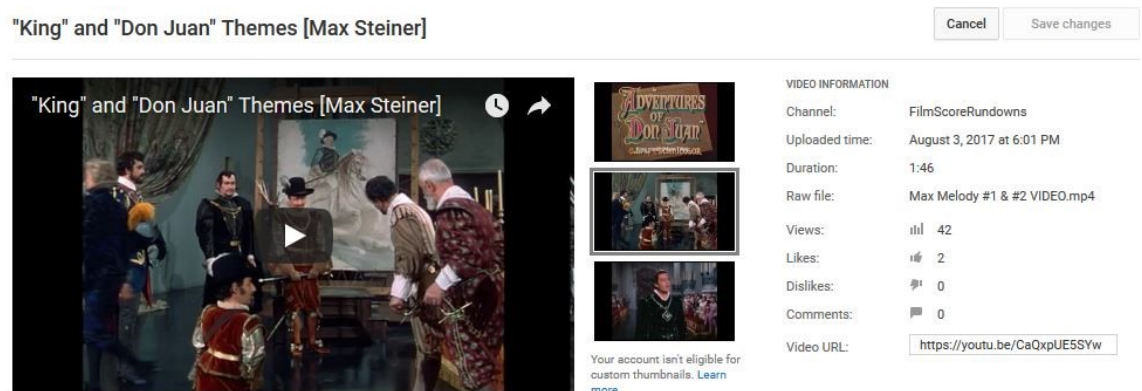 "King" and "Don Juan" Themes [Max Steiner]
Cancel
Save changes
"King" and "Don Juan" Themes [Max Steiner]
ADVENTURES
OF
DON JUAN
COLOR BY TECHNICOLOR
Your account isn't eligible for
custom thumbnails. Learn
more
VIDEO INFORMATION
Channel: FilmScoreRundowns
Uploaded time: August 3, 2017 at 6:01 PM
Duration: 1:46
Raw file: Max Melody #1 & #2 VIDEO.mp4
Views: 42
Likes: 2
Dislikes: 0
Comments: 0
Video URL: https://youtu.be/CaQxpUE5SYw